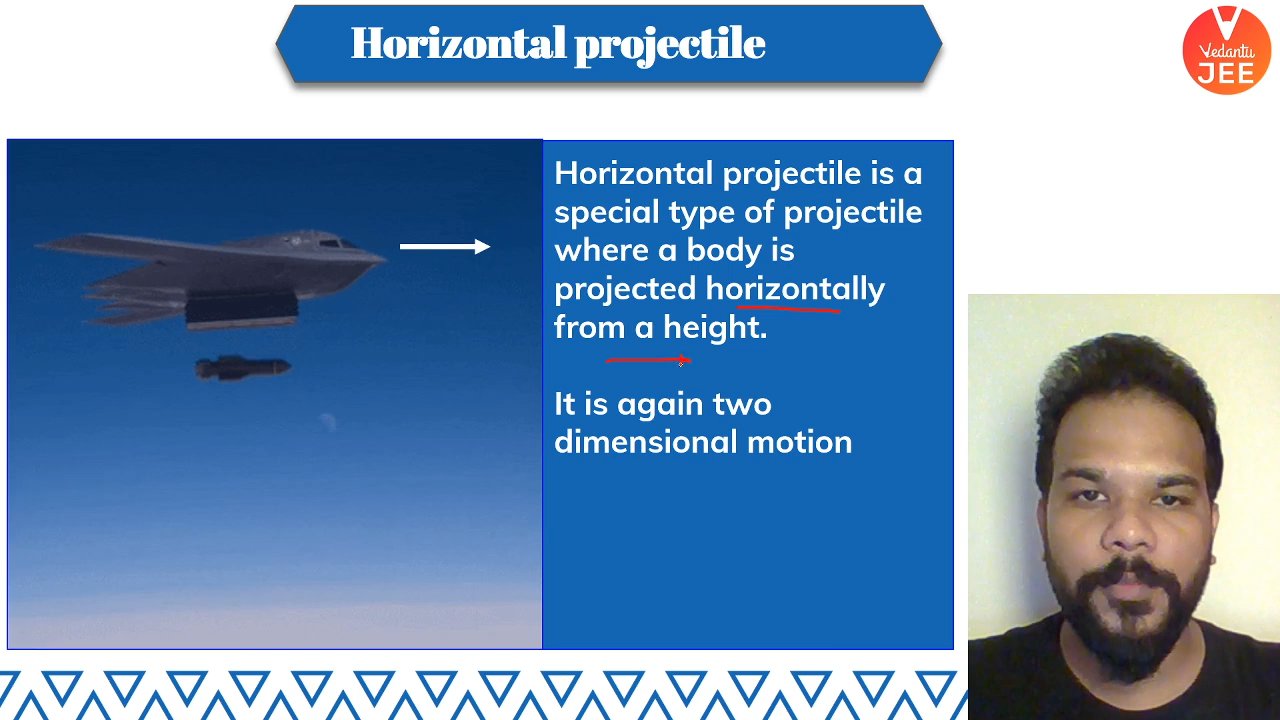 Horizontal projectile
Vedantu
JEE
Horizontal projectile is a
special type of projectile
where a body is
projected horizontally
from a height.
It is again two
dimensional motion